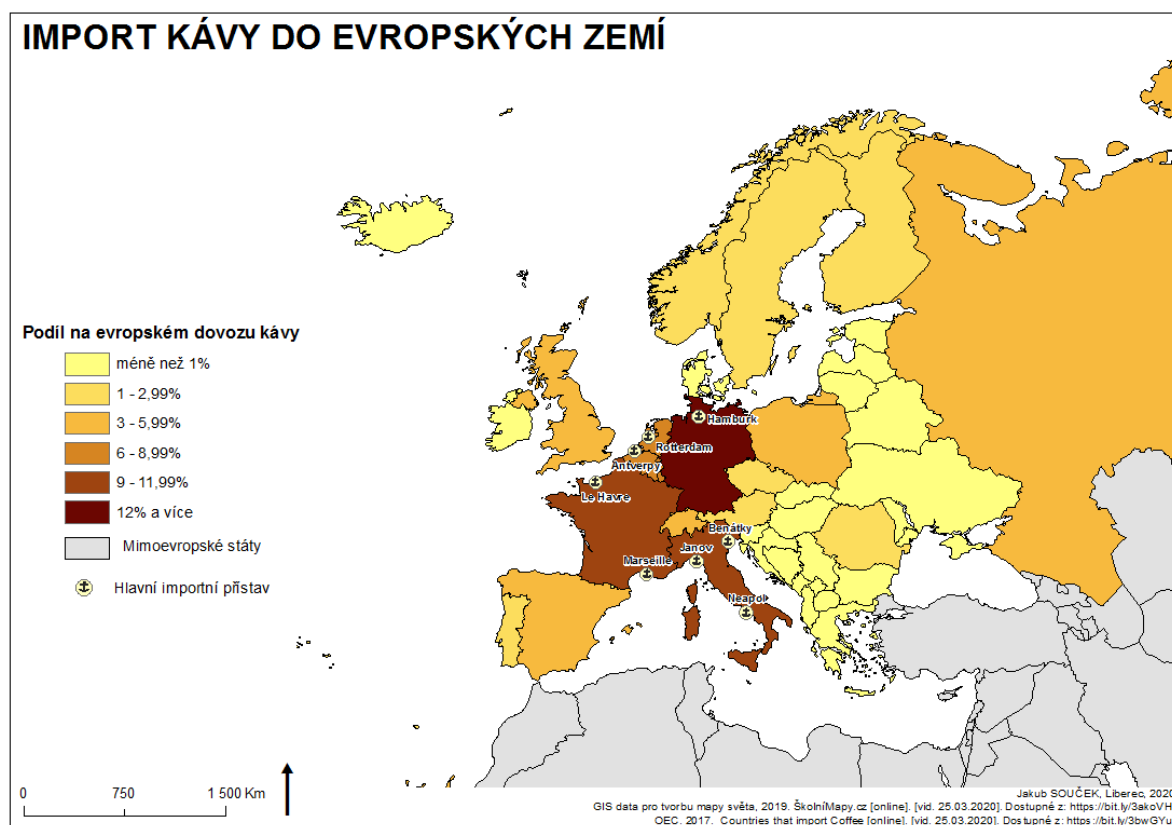 IMPORT KÁVY DO EVROPSKÝCH ZEMÍ
Podíl na evropském dovozu kávy
méně než 1%
1 - 2,99%
3 - 5,99%
6 - 8,99%
9 - 11,99%
12% a více
Mimoevropské státy
Hlavní importní přístav
Hamburk
Rotterdam
Antverpy
Le Havre
Benátky
Janov
Marseille
Neapol
0 750 1 500 Km
Jakub SOUČEK, Liberec, 2020
GIS data pro tvorbu mapy světa, 2019. ŠkolníMapy.cz [online]. [vid. 25.03.2020]. Dostupné z: https://bit.ly/3akoVH
OEC. 2017. Countries that import Coffee [online]. [vid. 25.03.2020]. Dostupné z: https://bit.ly/3bwGYu